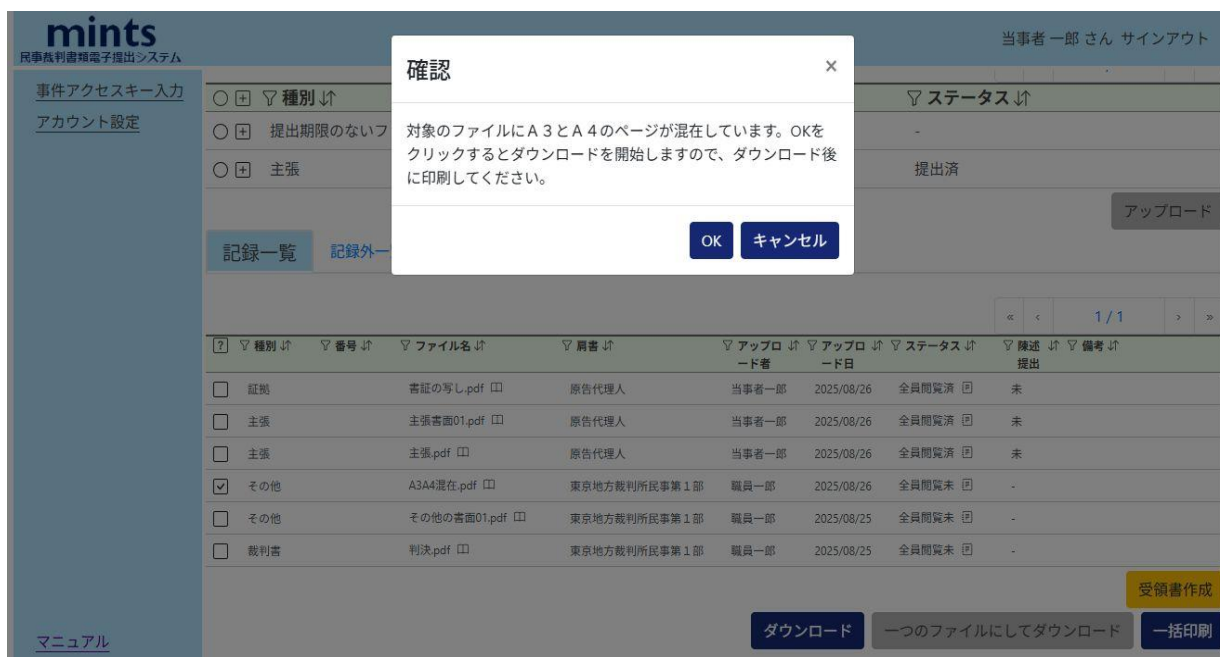 mints
民事裁判書類電子提出システム
当事者 一郎 さん サインアウト
事件アクセスキー入力
アカウント設定
種別 ステータス
提出期限のないフ -
主張 提出済
確認 ×
対象のファイルにA3とA4のページが混在しています。OKを
クリックするとダウンロードを開始しますので、ダウンロード後
に印刷してください。
OK キャンセル
アップロード
記録一覧 記録外一
« ‹ 1 / 1 › »
? 種別 番号 ファイル名 肩書 アップロ アップロ ステータス 陳述 備考
ード者 ード日 提出
証拠 書証の写し.pdf 原告代理人 当事者一郎 2025/08/26 全員閲覧済 未
主張 主張書面01.pdf 原告代理人 当事者一郎 2025/08/26 全員閲覧済 未
主張 主張.pdf 原告代理人 当事者一郎 2025/08/26 全員閲覧済 未
その他 A3A4混在.pdf 東京地方裁判所民事第1部 職員一郎 2025/08/26 全員閲覧未 -
その他 その他の書面01.pdf 東京地方裁判所民事第1部 職員一郎 2025/08/25 全員閲覧未 -
裁判書 判決.pdf 東京地方裁判所民事第1部 職員一郎 2025/08/25 全員閲覧未 -
受領書作成
ダウンロード 一つのファイルにしてダウンロード 一括印刷
マニュアル